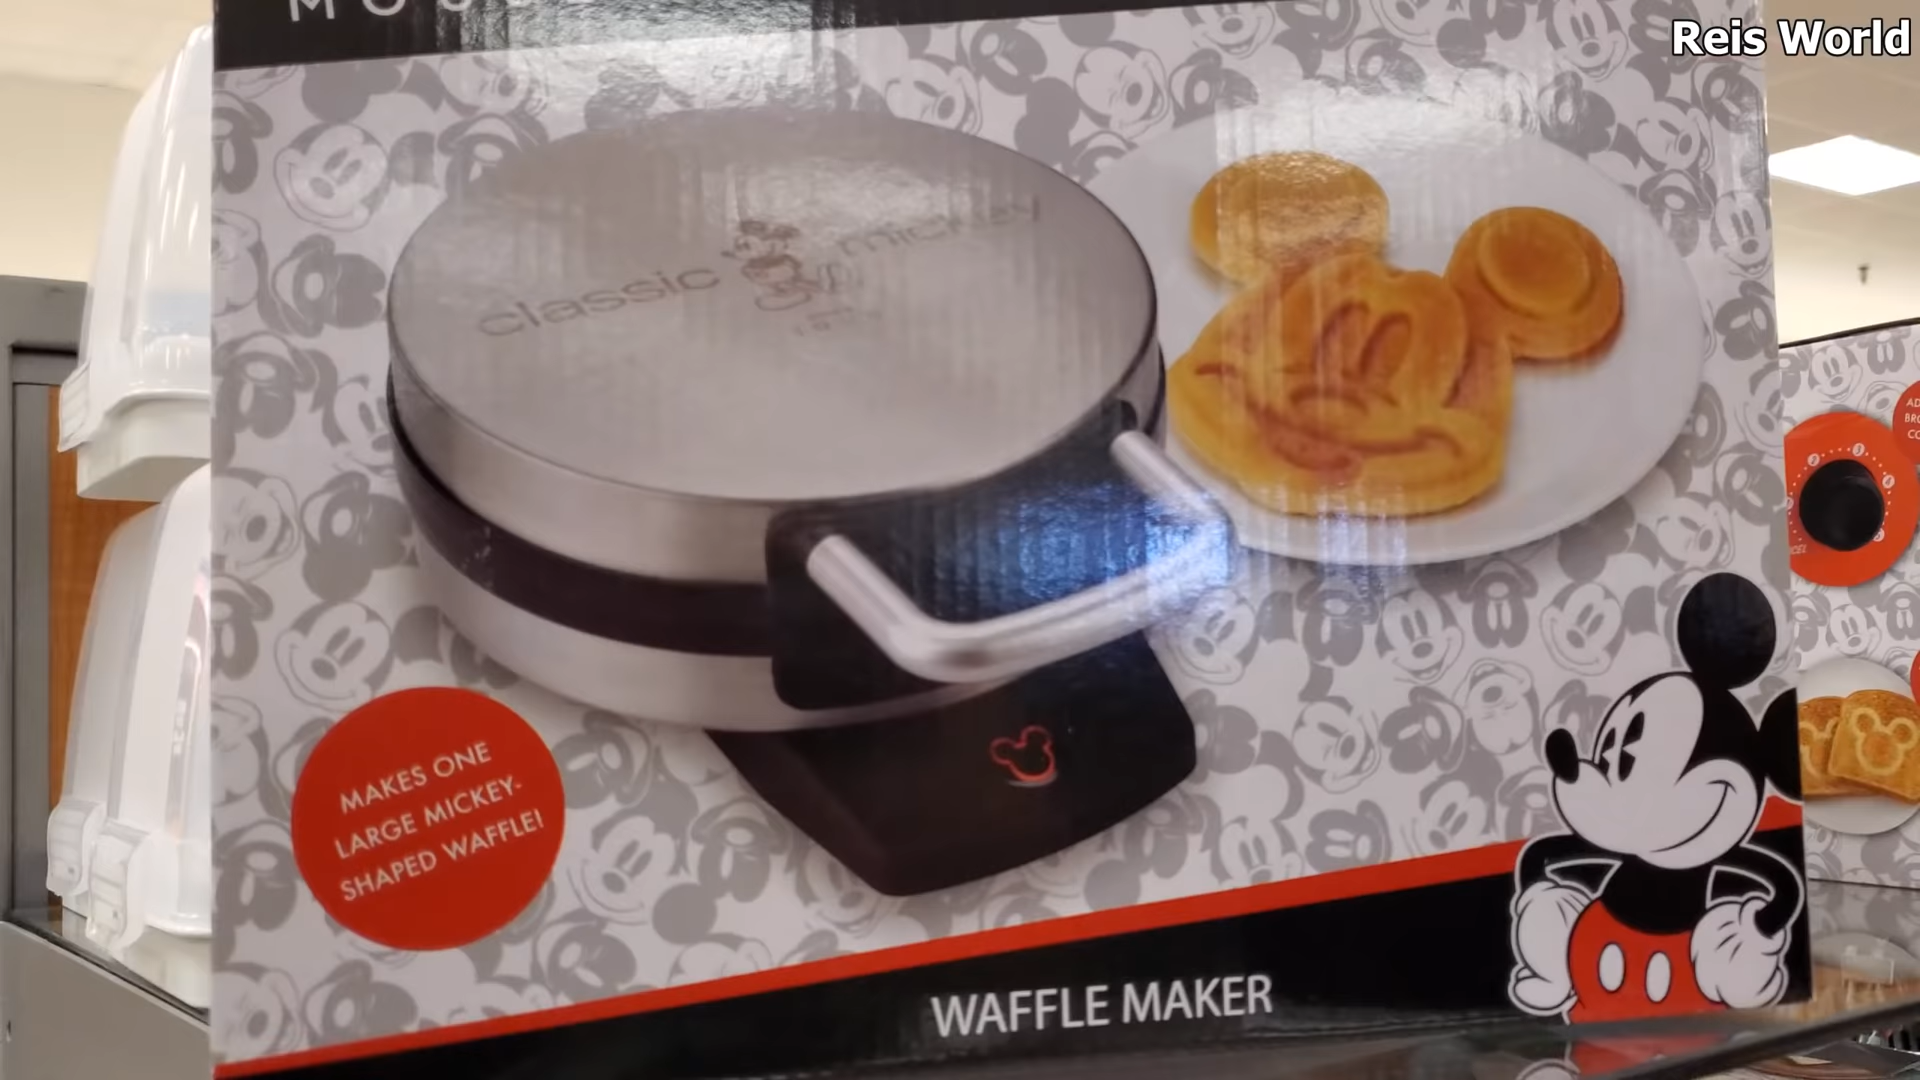 Reis World
classic mickey
MAKES ONE
LARGE MICKEY-
SHAPED WAFFLE!
WAFFLE MAKER